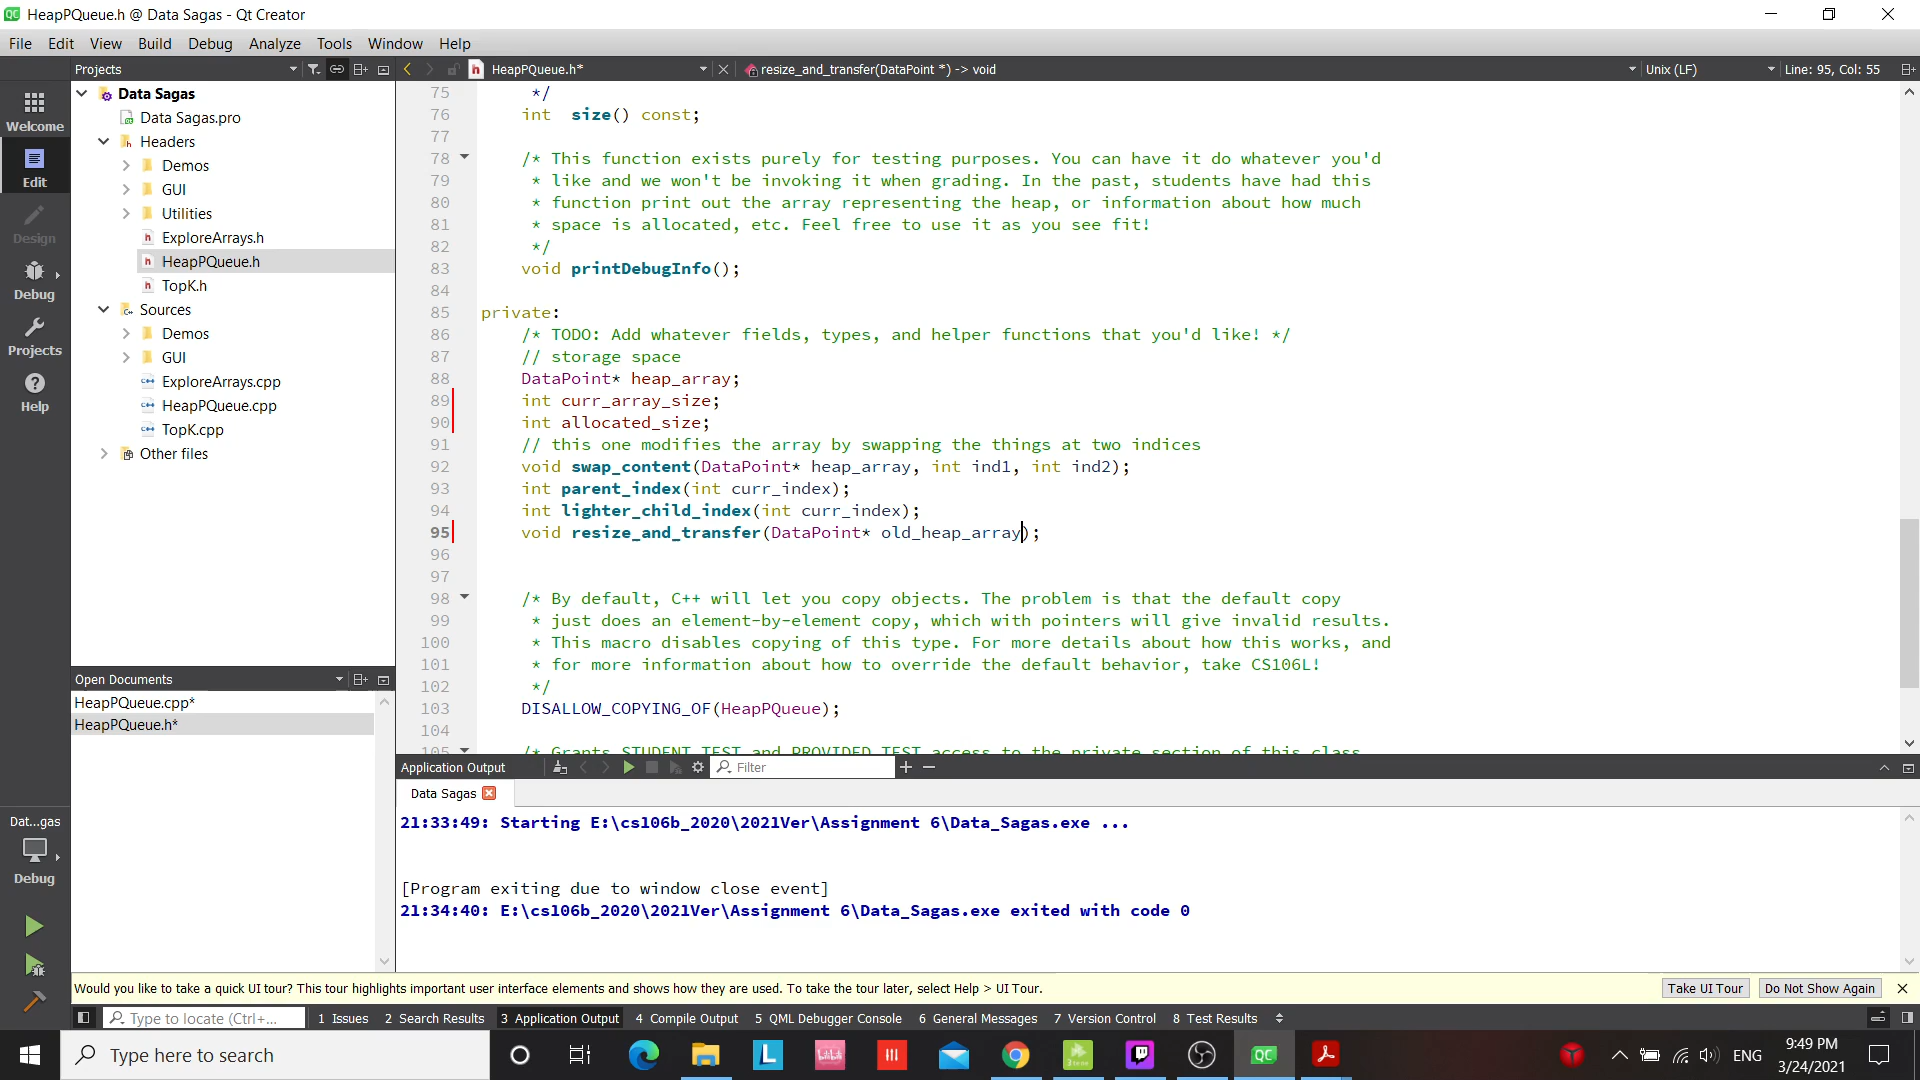 HeapPQueue.h @ Data Sagas - Qt Creator
File Edit View Build Debug Analyze Tools Window Help
Projects
HeapPQueue.h*
resize_and_transfer(DataPoint *) -> void
Unix (LF)
Line: 95, Col: 55
Welcome
Edit
Design
Debug
Projects
Help
Data Sagas
Data Sagas.pro
Headers
Demos
GUI
Utilities
ExploreArrays.h
HeapPQueue.h
TopK.h
Sources
Demos
GUI
ExploreArrays.cpp
HeapPQueue.cpp
TopK.cpp
Other files
75 */
76 int size() const;
77
78 /* This function exists purely for testing purposes. You can have it do whatever you'd
79 * like and we won't be invoking it when grading. In the past, students have had this
80 * function print out the array representing the heap, or information about how much
81 * space is allocated, etc. Feel free to use it as you see fit!
82 */
83 void printDebugInfo();
84
85 private:
86 /* TODO: Add whatever fields, types, and helper functions that you'd like! */
87 // storage space
88 DataPoint* heap_array;
89 int curr_array_size;
90 int allocated_size;
91 // this one modifies the array by swapping the things at two indices
92 void swap_content(DataPoint* heap_array, int ind1, int ind2);
93 int parent_index(int curr_index);
94 int lighter_child_index(int curr_index);
95 void resize_and_transfer(DataPoint* old_heap_array);
96
97
98 /* By default, C++ will let you copy objects. The problem is that the default copy
99 * just does an element-by-element copy, which with pointers will give invalid results.
100 * This macro disables copying of this type. For more details about how this works, and
101 * for more information about how to override the default behavior, take CS106L!
102 */
103 DISALLOW_COPYING_OF(HeapPQueue);
104
105 /* Grants STUDENT_TEST and PROVIDED_TEST access to the private section of this class
Open Documents
HeapPQueue.cpp*
HeapPQueue.h*
Application Output
Filter
Data Sagas
21:33:49: Starting E:\cs106b_2020\2021Ver\Assignment 6\Data_Sagas.exe ...
[Program exiting due to window close event]
21:34:40: E:\cs106b_2020\2021Ver\Assignment 6\Data_Sagas.exe exited with code 0
Dat...gas
Debug
Would you like to take a quick UI tour? This tour highlights important user interface elements and shows how they are used. To take the tour later, select Help > UI Tour.
Take UI Tour
Do Not Show Again
Type to locate (Ctrl+...
1 Issues 2 Search Results 3 Application Output 4 Compile Output 5 QML Debugger Console 6 General Messages 7 Version Control 8 Test Results
Type here to search
ENG
9:49 PM
3/24/2021